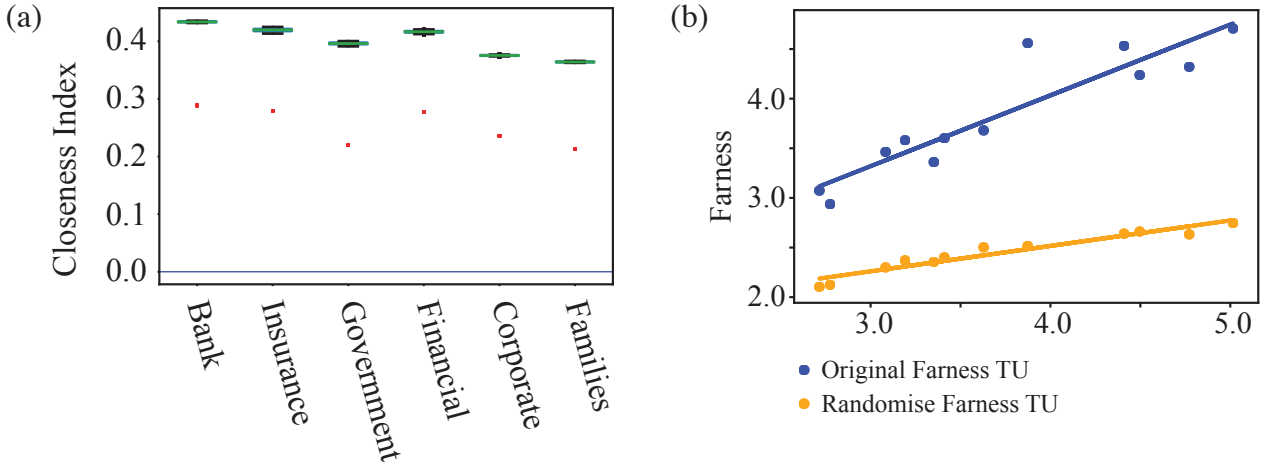 (a)
Closeness Index
0.4
0.3
0.2
0.1
0.0
Bank
Insurance
Government
Financial
Corporate
Families
(b)
Farness
4.0
3.0
2.0
3.0
4.0
5.0
Original Farness TU
Randomise Farness TU